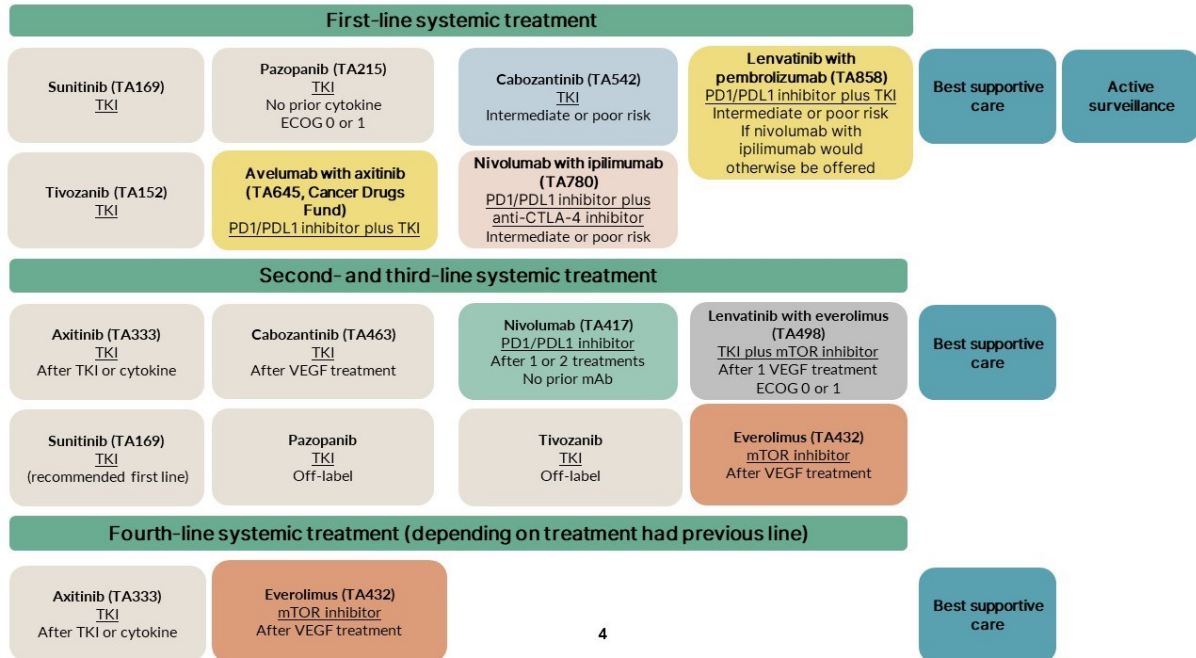 First-line systemic treatment
Sunitinib (TA169)
TKI
Pazopanib (TA215)
TKI
No prior cytokine
ECOG 0 or 1
Cabozantinib (TA542)
TKI
Intermediate or poor risk
Lenvatinib with
pembrolizumab (TA858)
PD1/PDL1 inhibitor plus TKI
Intermediate or poor risk
If nivolumab with
ipilimumab would
otherwise be offered
Best supportive
care
Active
surveillance
Tivozanib (TA152)
TKI
Avelumab with axitinib
(TA645, Cancer Drugs
Fund)
PD1/PDL1 inhibitor plus TKI
Nivolumab with ipilimumab
(TA780)
PD1/PDL1 inhibitor plus
anti-CTLA-4 inhibitor
Intermediate or poor risk
Second- and third-line systemic treatment
Axitinib (TA333)
TKI
After TKI or cytokine
Cabozantinib (TA463)
TKI
After VEGF treatment
Nivolumab (TA417)
PD1/PDL1 inhibitor
After 1 or 2 treatments
No prior mAb
Lenvatinib with everolimus
(TA498)
TKI plus mTOR inhibitor
After 1 VEGF treatment
ECOG 0 or 1
Best supportive
care
Sunitinib (TA169)
TKI
(recommended first line)
Pazopanib
TKI
Off-label
Tivozanib
TKI
Off-label
Everolimus (TA432)
mTOR inhibitor
After VEGF treatment
Fourth-line systemic treatment (depending on treatment had previous line)
Axitinib (TA333)
TKI
After TKI or cytokine
Everolimus (TA432)
mTOR inhibitor
After VEGF treatment
Best supportive
care
4